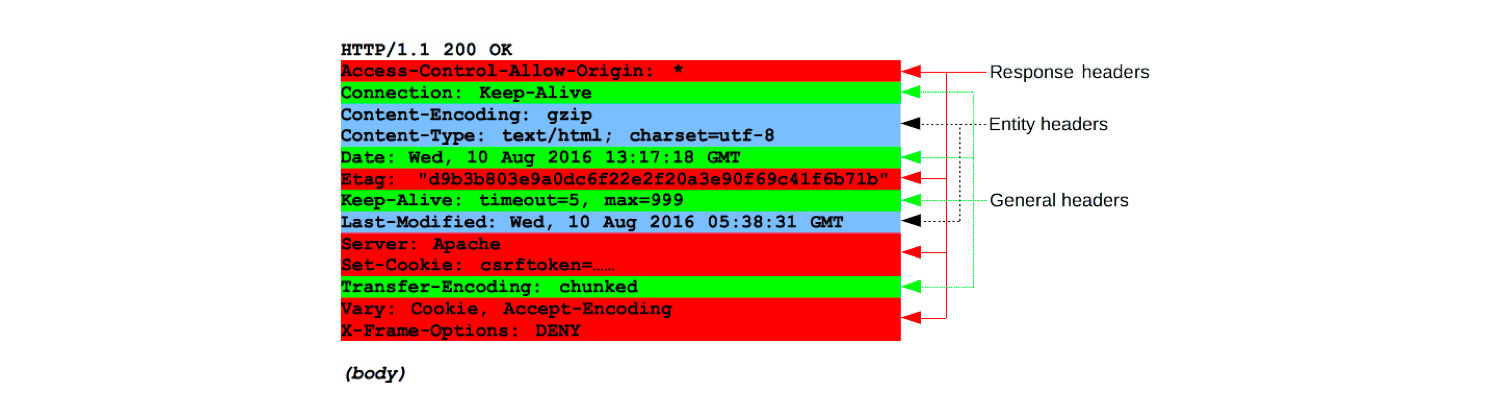 HTTP/1.1 200 OK
Access-Control-Allow-Origin: *
Response headers
Connection: Keep-Alive
Content-Encoding: gzip
Entity headers
Content-Type: text/html; charset=utf-8
Date: Wed, 10 Aug 2016 13:17:18 GMT
Etag: "d9b3b803e9a0dc6f22e2f20a3e90f69c41f6b71b"
Keep-Alive: timeout=5, max=999
General headers
Last-Modified: Wed, 10 Aug 2016 05:38:31 GMT
Server: Apache
Set-Cookie: csrftoken=……
Transfer-Encoding: chunked
Vary: Cookie, Accept-Encoding
X-Frame-Options: DENY
(body)